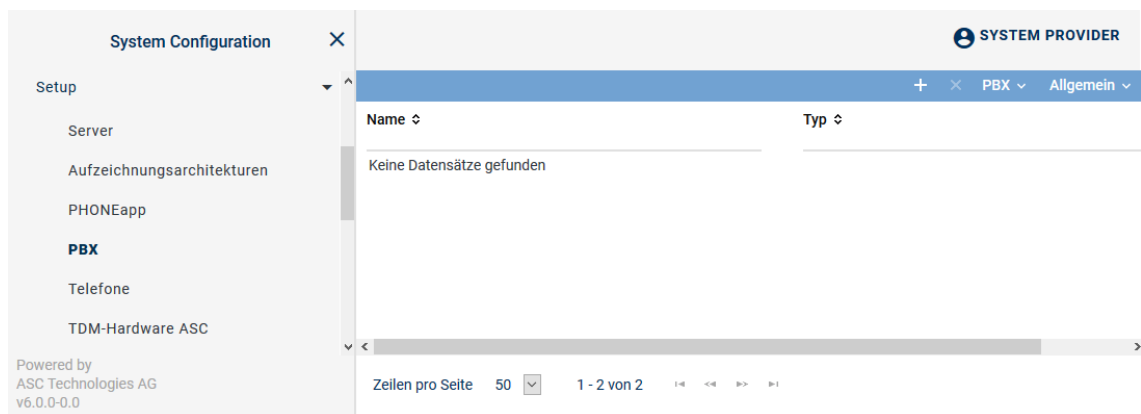 System Configuration
SYSTEM PROVIDER
Setup
PBX
Allgemein
Server
Name
Typ
Aufzeichnungsarchitekturen
Keine Datensätze gefunden
PHONEapp
PBX
Telefone
TDM-Hardware ASC
Powered by
ASC Technologies AG
v6.0.0-0.0
Zeilen pro Seite 50 1 - 2 von 2